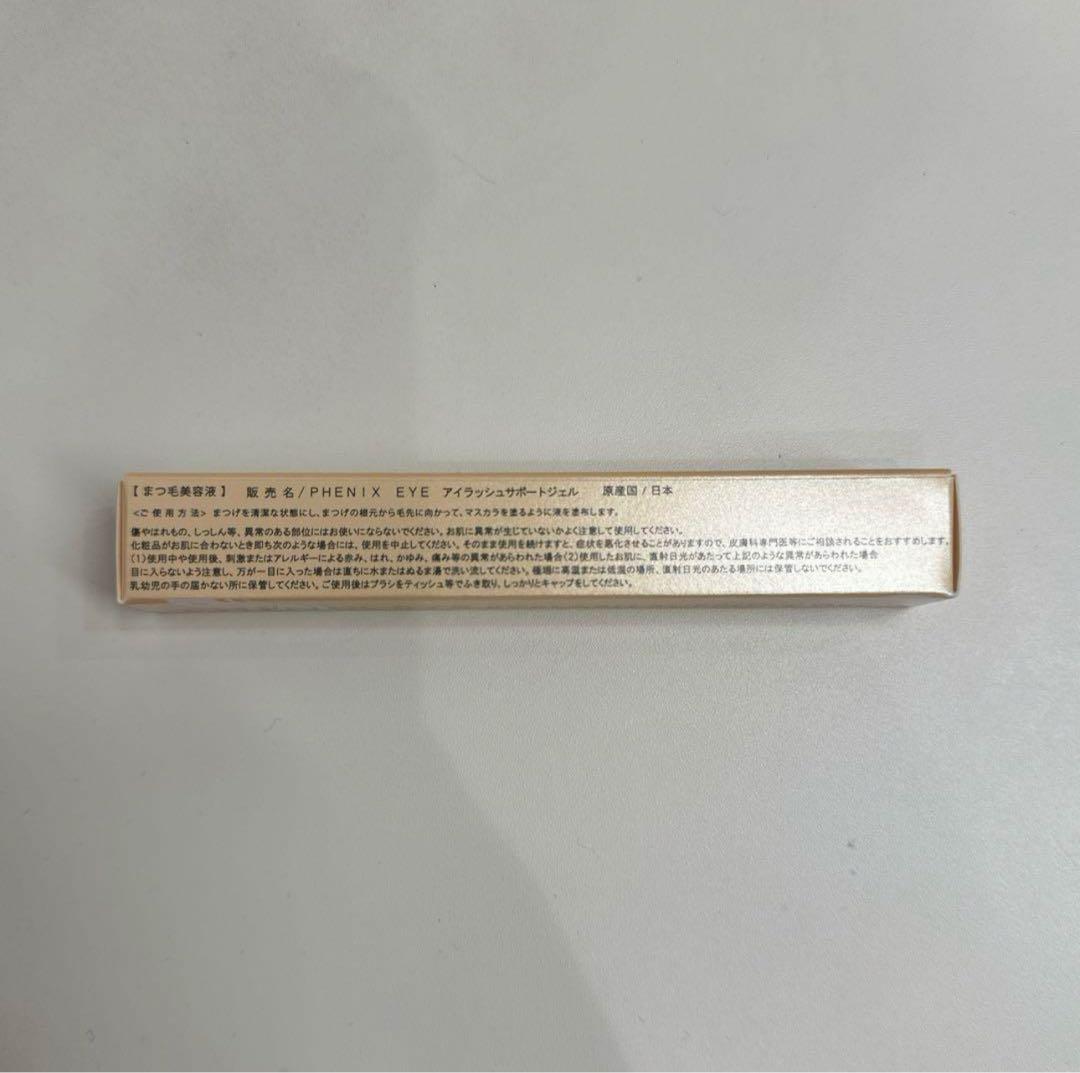 【まつ毛美容液】 販売名/PHENIX EYE アイラッシュサポートジェル 原産国/日本
<ご使用方法> まつげを清潔な状態にし、まつげの根元から毛先に向かって、マスカラを塗るように液を塗布します。
傷やはれもの、しっしん等、異常のある部位にはお使いにならないでください。お肌に異常が生じていないかよく注意して使用してください。
化粧品がお肌に合わないとき即ち次のような場合には、使用を中止してください。そのまま使用を続けますと、症状を悪化させることがありますので、皮膚科専門医等にご相談されることをおすすめします。
(1)使用中や使用後、刺激またはアレルギーによる赤み、はれ、かゆみ、痛み等の異常があらわれた場合(2)使用したお肌に、直射日光があたって上記のような異常があらわれた場合
目に入らないよう注意し、万が一目に入った場合は直ちに水またはぬるま湯で洗い流してください。極端に高温または低温の場所、直射日光のあたる場所には保管しないでください。
乳幼児の手の届かない所に保管してください。ご使用後はブラシをティッシュ等でふき取り、しっかりとキャップをしてください。